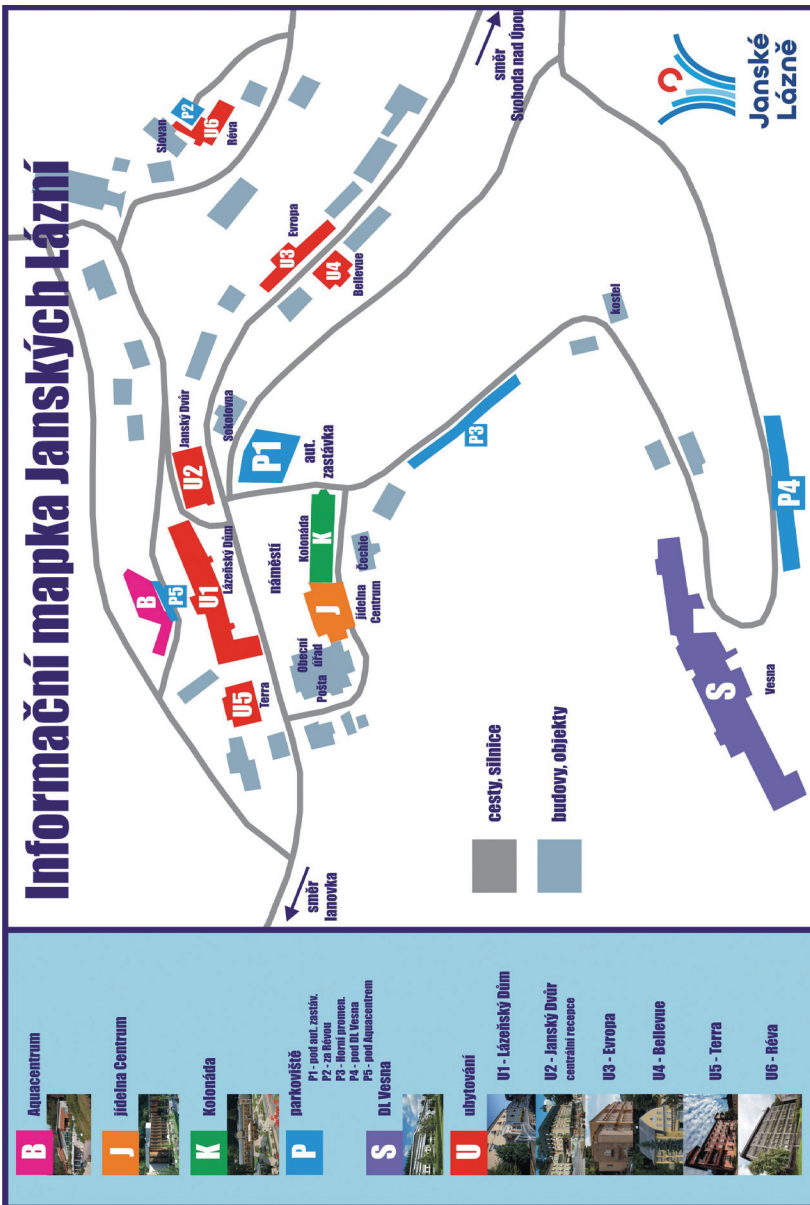 Informační mapka Janských Lázní
Slovan
P2
U6
Réva
směr
Svoboda nad Úpou
Janské
Lázně
Evropa
U3
U4
Bellevue
Janský Dvůr
U2
Sokolovna
P1
aut.
zastávka
P3
kostel
P4
B
P5
Lázeňský Dům
U1
náměstí
Kolonáda
K
Čechie
J
jídelna
Centrum
Obecní
úřad
Pošta
U5
Terra
S
Vesna
směr
Janovka
cesty, silnice
budovy, objekty
B
Aquacentrum
J
jídelna Centrum
K
Kolonáda
P
parkoviště
P1 - pod aut. zastáv.
P2 - za Révou
P3 - Horní promen.
P4 - pod DL Vesna
P5 - pod Aquacentrem
S
DL Vesna
U
ubytování
U1 - Lázeňský Dům
U2 - Janský Dvůr
centrální recepce
U3 - Evropa
U4 - Bellevue
U5 - Terra
U6 - Réva